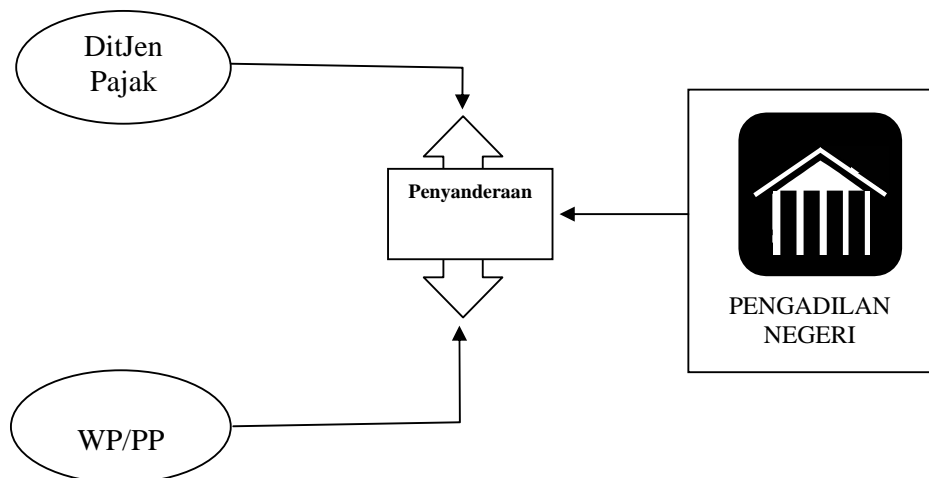 DitJen
Pajak
Penyanderaan
PENGADILAN
NEGERI
WP/PP